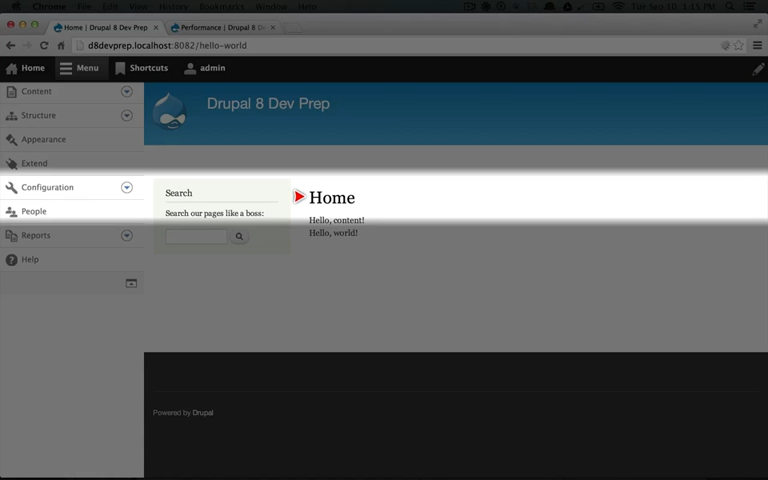 Chrome File Edit View History Bookmarks Window Help
Tue Sep 10 1:15 PM
Home | Drupal 8 Dev Prep
Performance | Drupal 8 De
d8devprep.localhost:8082/hello-world
Home Menu Shortcuts admin
Content
Structure
Appearance
Extend
Configuration
People
Reports
Help
Drupal 8 Dev Prep
Search
Search our pages like a boss:
Home
Hello, content!
Hello, world!
Powered by Drupal